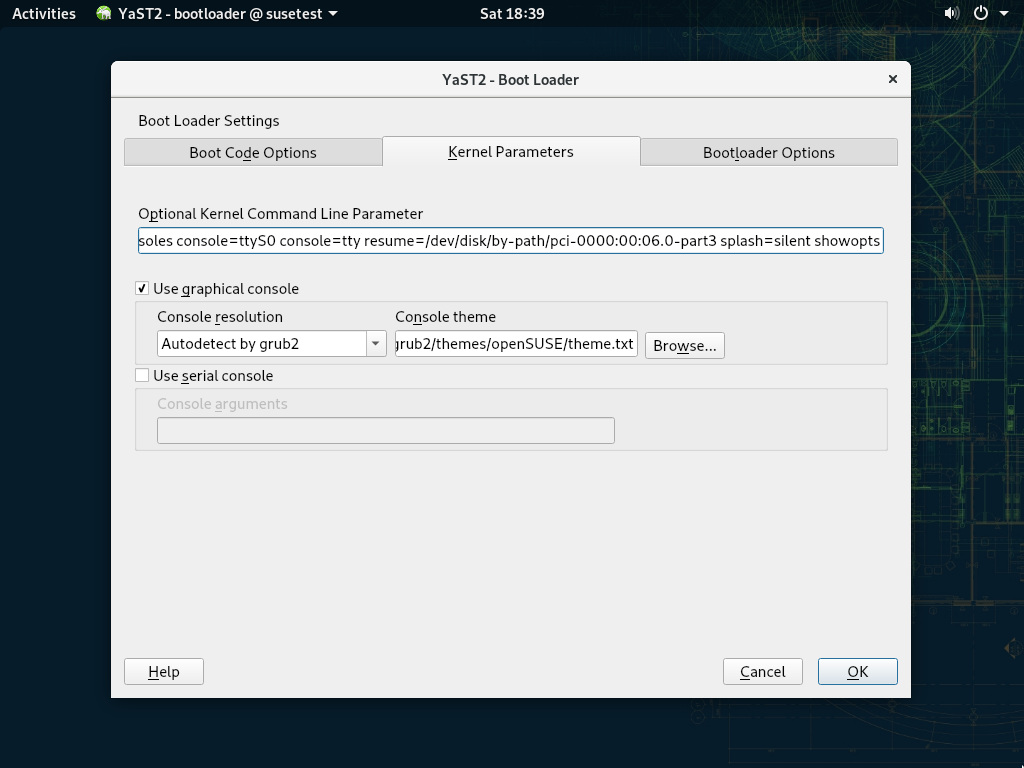 Activities YaST2 - bootloader @ susetest Sat 18:39
YaST2 - Boot Loader
Boot Loader Settings
Boot Code Options Kernel Parameters Bootloader Options
Optional Kernel Command Line Parameter
soles console=ttyS0 console=tty resume=/dev/disk/by-path/pci-0000:00:06.0-part3 splash=silent showopts
Use graphical console
Console resolution Console theme
Autodetect by grub2 grub2/themes/openSUSE/theme.txt Browse...
Use serial console
Console arguments
Help Cancel OK